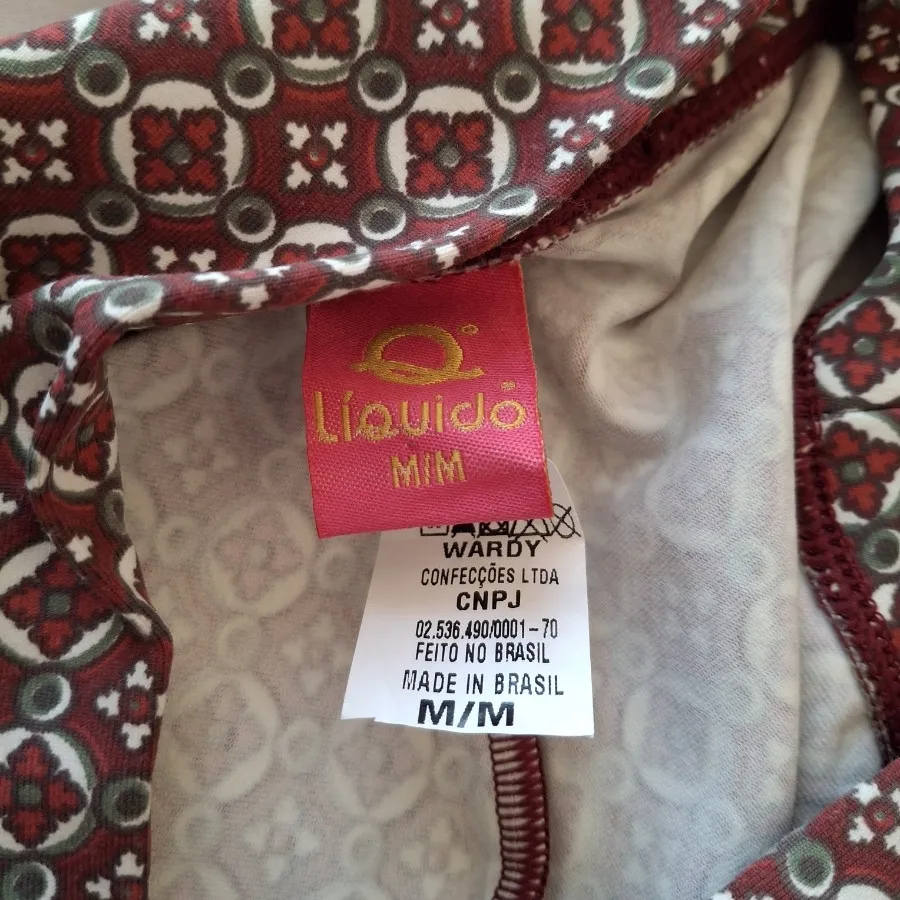 Líquido
M/M
WARDY
CONFECÇÕES LTDA
CNPJ
02.536.490/0001-70
FEITO NO BRASIL
MADE IN BRASIL
M/M